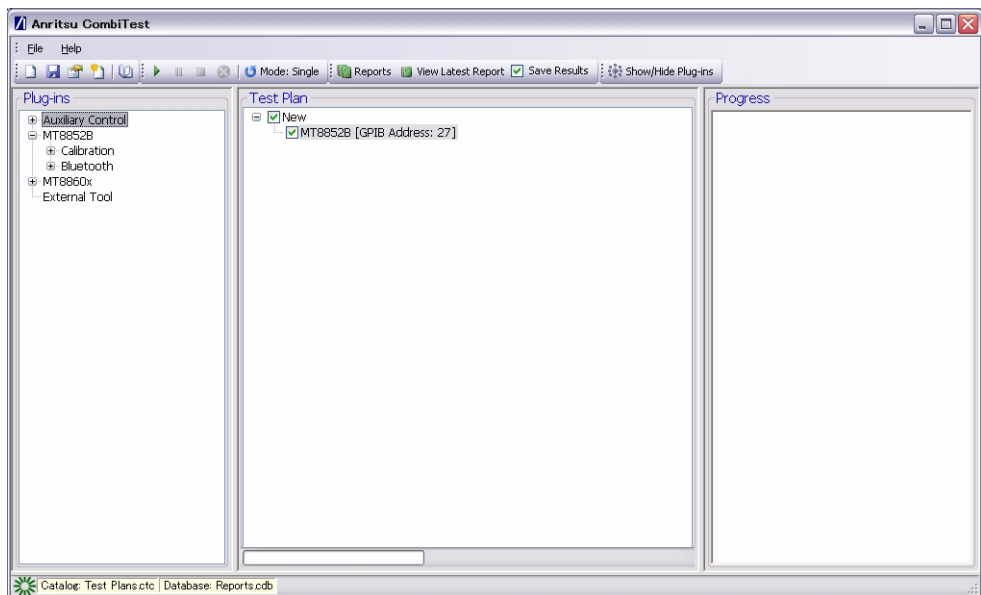 Anritsu CombiTest
File Help
Mode: Single Reports View Latest Report Save Results Show/Hide Plug-ins
Plug-ins
Auxiliary Control
MT8852B
Calibration
Bluetooth
MT8860x
External Tool
Test Plan
New
MT8852B [GPIB Address: 27]
Progress
Catalog: Test Plans.ctc Database: Reports.cdb